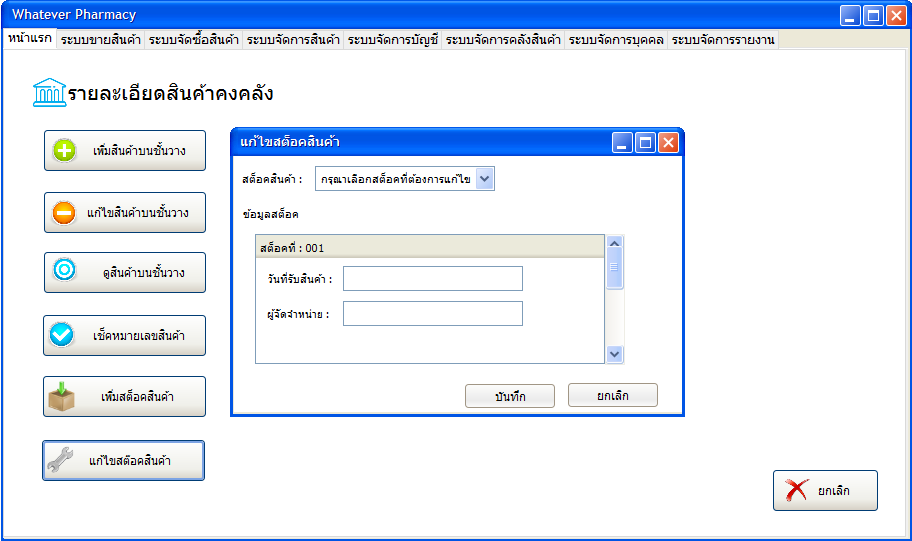 Whatever Pharmacy
หน้าแรก ระบบขายสินค้า ระบบจัดซื้อสินค้า ระบบจัดการสินค้า ระบบจัดการบัญชี ระบบจัดการคลังสินค้า ระบบจัดการบุคคล ระบบจัดการรายงาน
รายละเอียดสินค้าคงคลัง
เพิ่มสินค้าบนชั้นวาง
แก้ไขสินค้าบนชั้นวาง
ดูสินค้าบนชั้นวาง
เช็คหมายเลขสินค้า
เพิ่มสต็อคสินค้า
แก้ไขสต๊อคสินค้า
แก้ไขสต็อคสินค้า
สต็อคสินค้า : กรุณาเลือกสต็อคที่ต้องการแก้ไข
ข้อมูลสต็อค
สต็อคที่ : 001
วันที่รับสินค้า :
ผู้จัดจำหน่าย :
บันทึก ยกเลิก
ยกเลิก